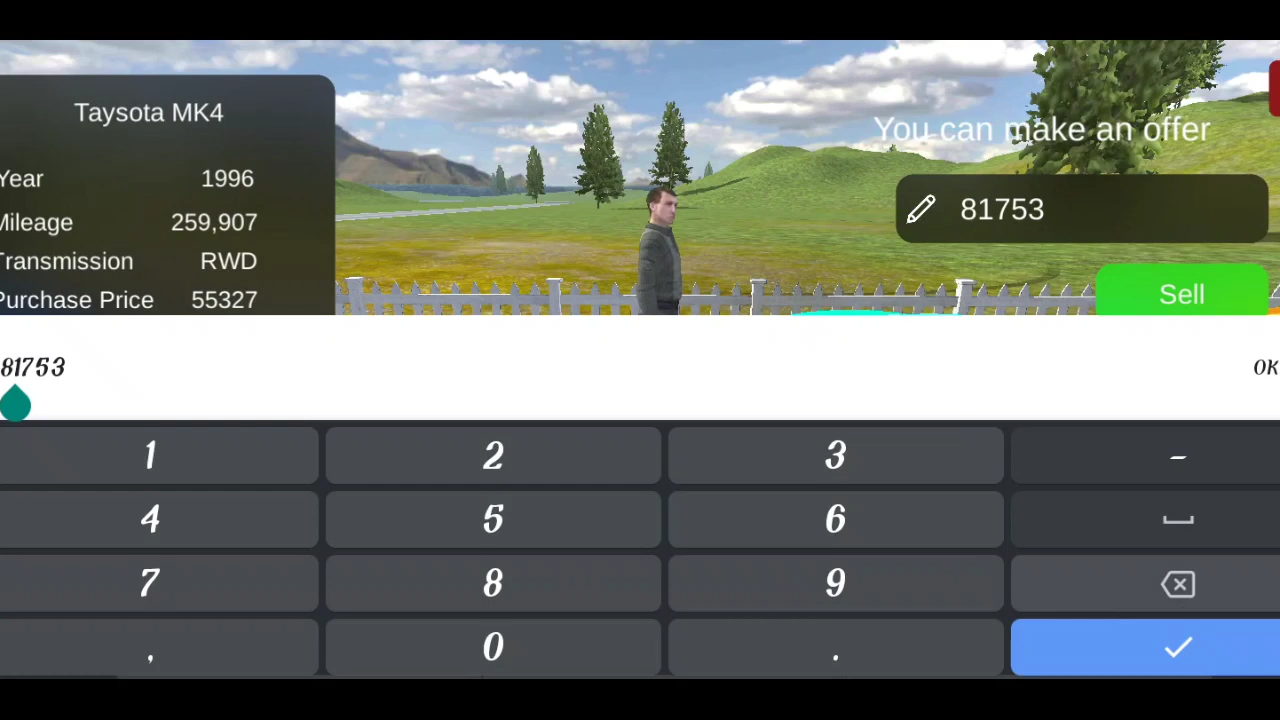 Taysota MK4
Year 1996
Mileage 259,907
Transmission RWD
Purchase Price 55327
You can make an offer
81753
Sell
81753
OK
1 2 3 -
4 5 6
7 8 9
, 0 .